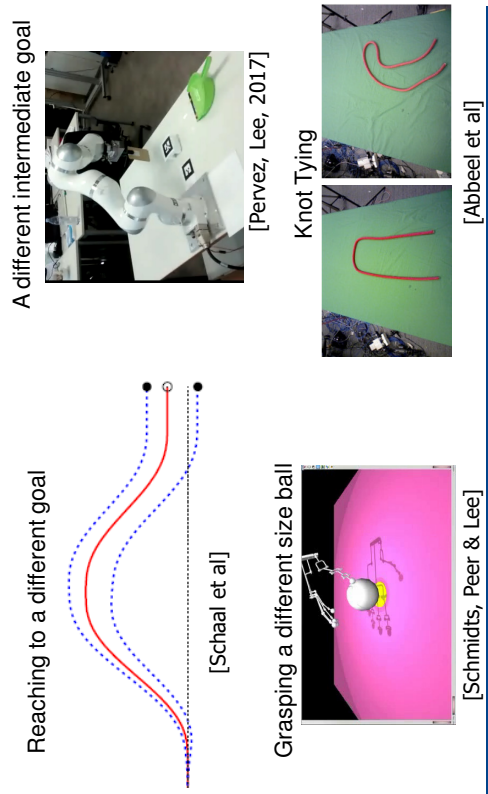 Reaching to a different goal
[Schaal et al]
A different intermediate goal
[Pervez, Lee, 2017]
Grasping a different size ball
[Schmidts, Peer & Lee]
Knot Tying
[Abbeel et al]